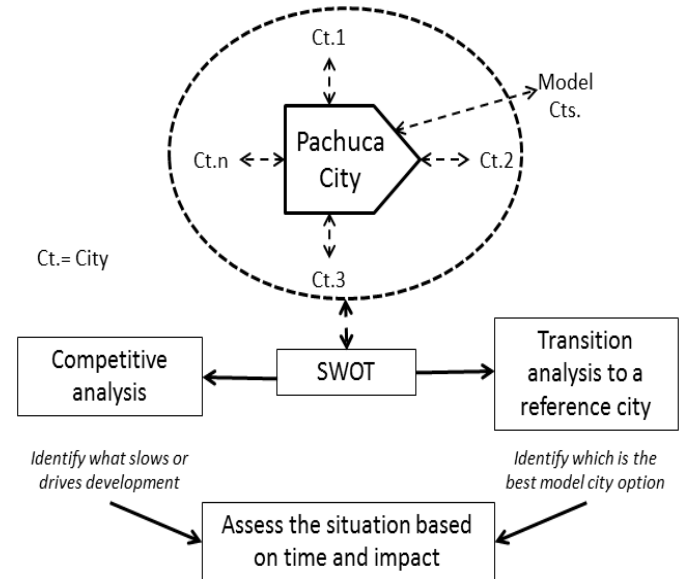 Ct.1
Model
Cts.
Pachuca
City
Ct.n
Ct.2
Ct.= City
Ct.3
Competitive
analysis
SWOT
Transition
analysis to a
reference city
Identify what slows or
drives development
Identify which is the
best model city option
Assess the situation based
on time and impact